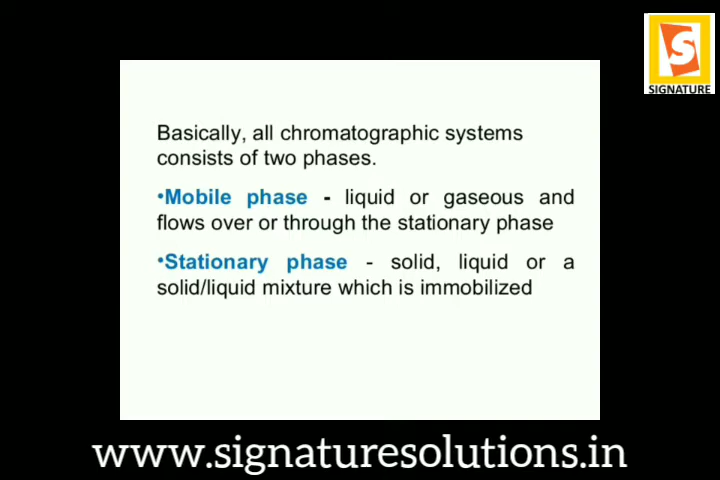 S
SIGNATURE
Basically, all chromatographic systems
consists of two phases.
•Mobile phase - liquid or gaseous and
flows over or through the stationary phase
•Stationary phase - solid, liquid or a
solid/liquid mixture which is immobilized
www.signaturesolutions.in